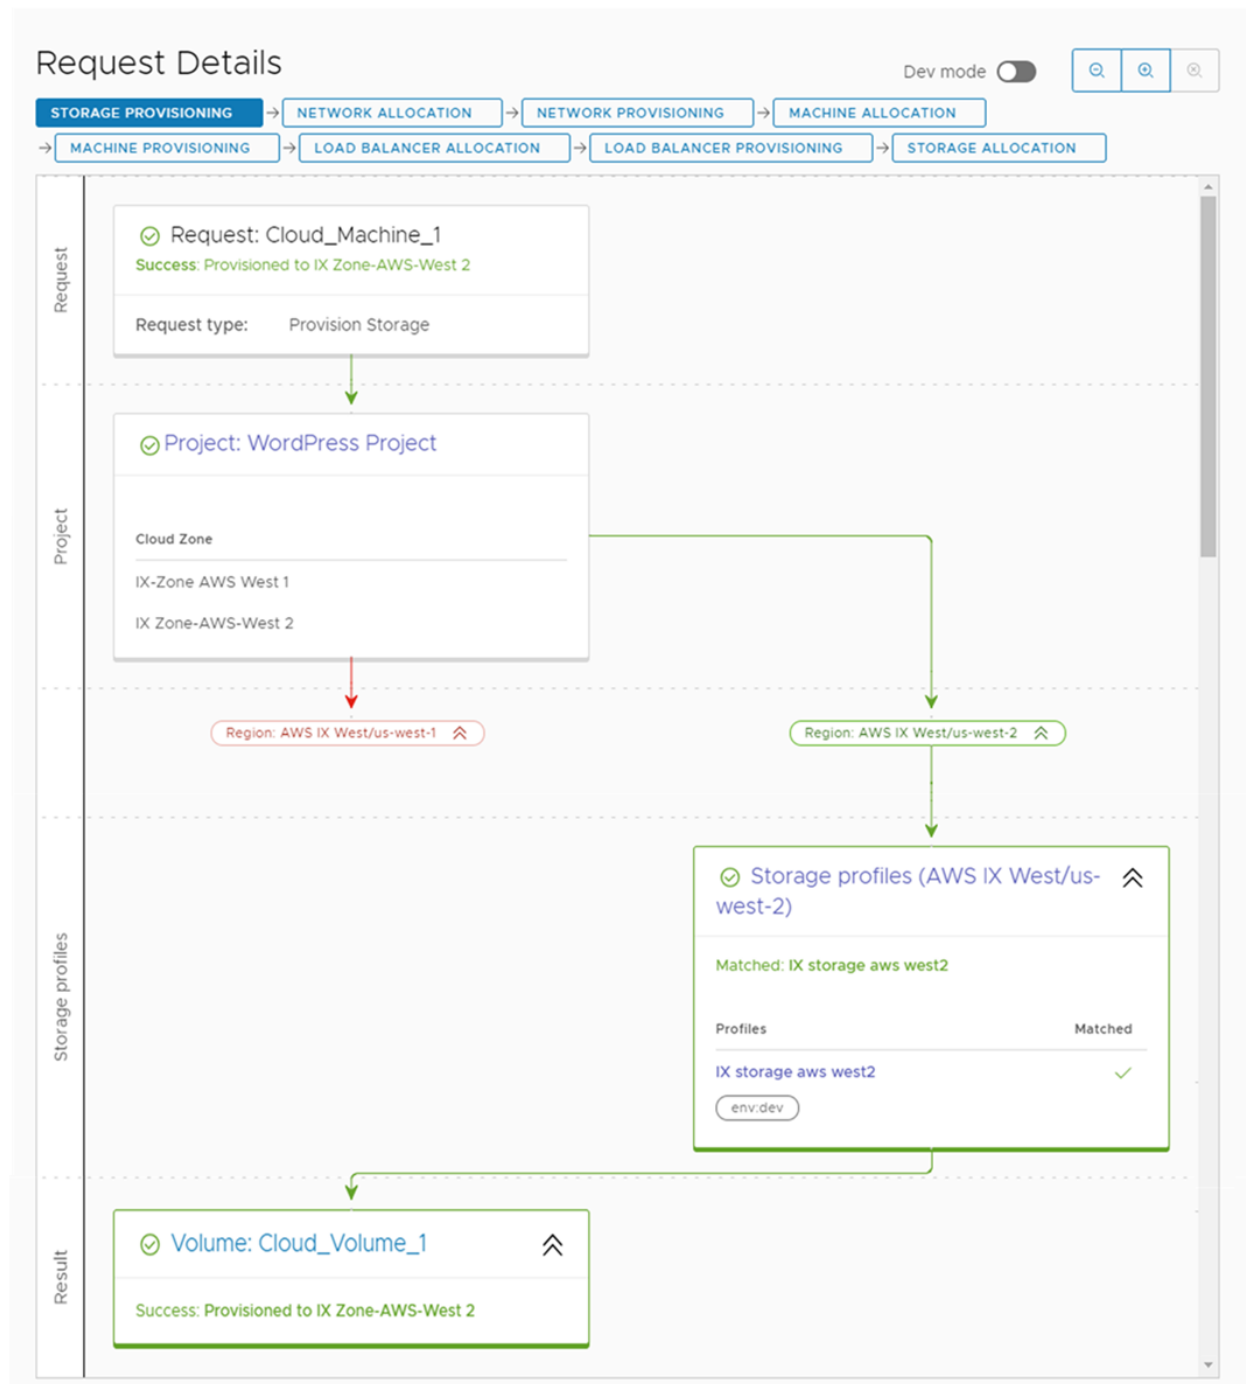 Request Details
Dev mode
STORAGE PROVISIONING
NETWORK ALLOCATION
NETWORK PROVISIONING
MACHINE ALLOCATION
MACHINE PROVISIONING
LOAD BALANCER ALLOCATION
LOAD BALANCER PROVISIONING
STORAGE ALLOCATION
Request
Request: Cloud_Machine_1
Success: Provisioned to IX Zone-AWS-West 2
Request type: Provision Storage
Project
Project: WordPress Project
Cloud Zone
IX-Zone AWS West 1
IX Zone-AWS-West 2
Region: AWS IX West/us-west-1
Region: AWS IX West/us-west-2
Storage profiles
Storage profiles (AWS IX West/us-
west-2)
Matched: IX storage aws west2
Profiles Matched
IX storage aws west2
env:dev
Result
Volume: Cloud_Volume_1
Success: Provisioned to IX Zone-AWS-West 2